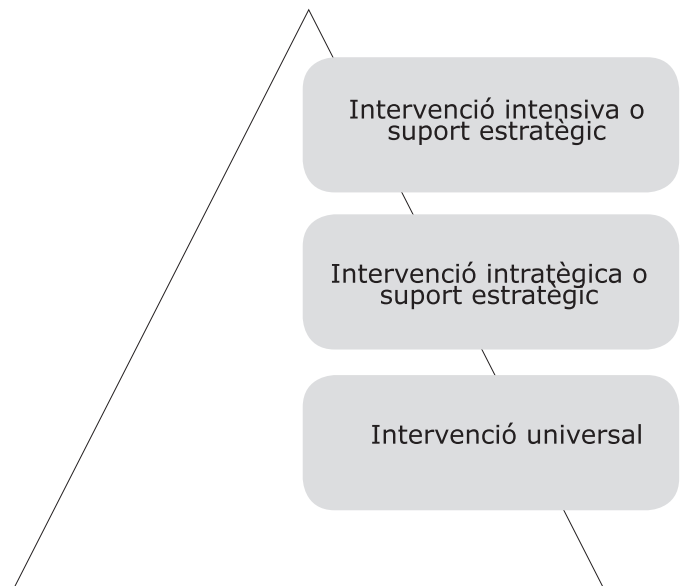 Intervenció intensiva o
suport estratègic
Intervenció intratègica o
suport estratègic
Intervenció universal